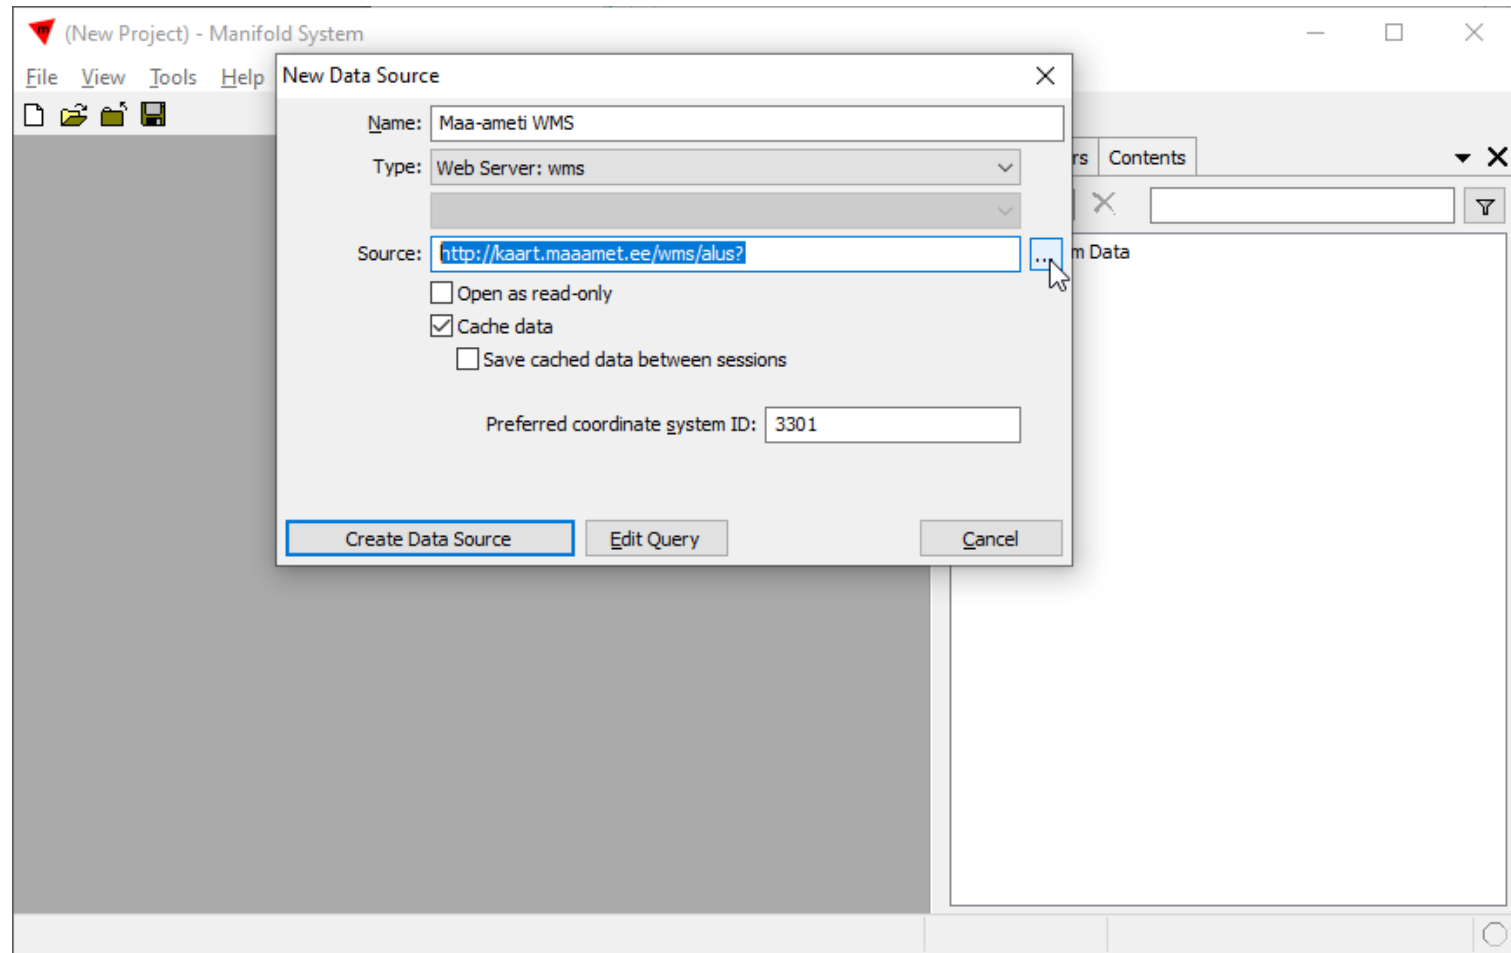 (New Project) - Manifold System
File View Tools Help
New Data Source
Name: Maa-ameti WMS
Type: Web Server: wms
Source: http://kaart.maaamet.ee/wms/alus? ...
Open as read-only
Cache data
Save cached data between sessions
Preferred coordinate system ID: 3301
Create Data Source Edit Query Cancel
rs Contents
m Data